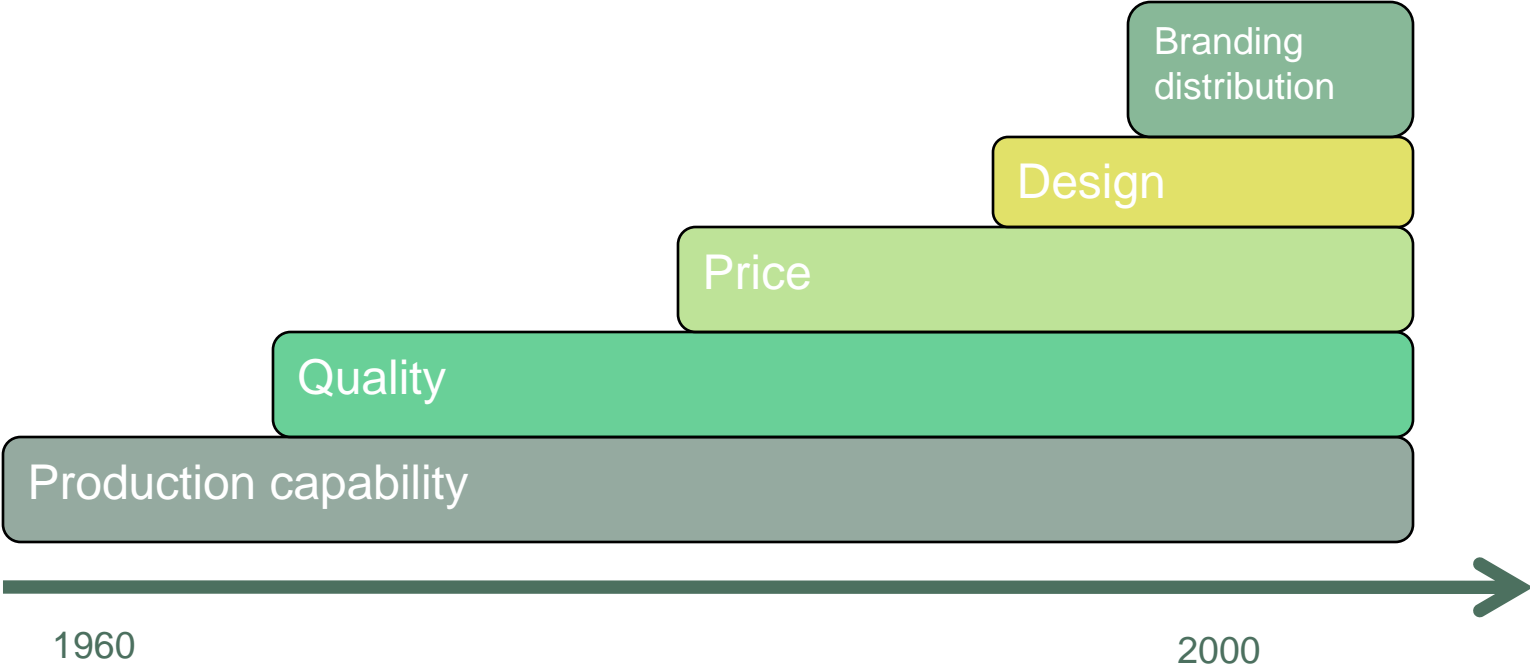 Branding
distribution
Design
Price
Quality
Production capability
1960
2000